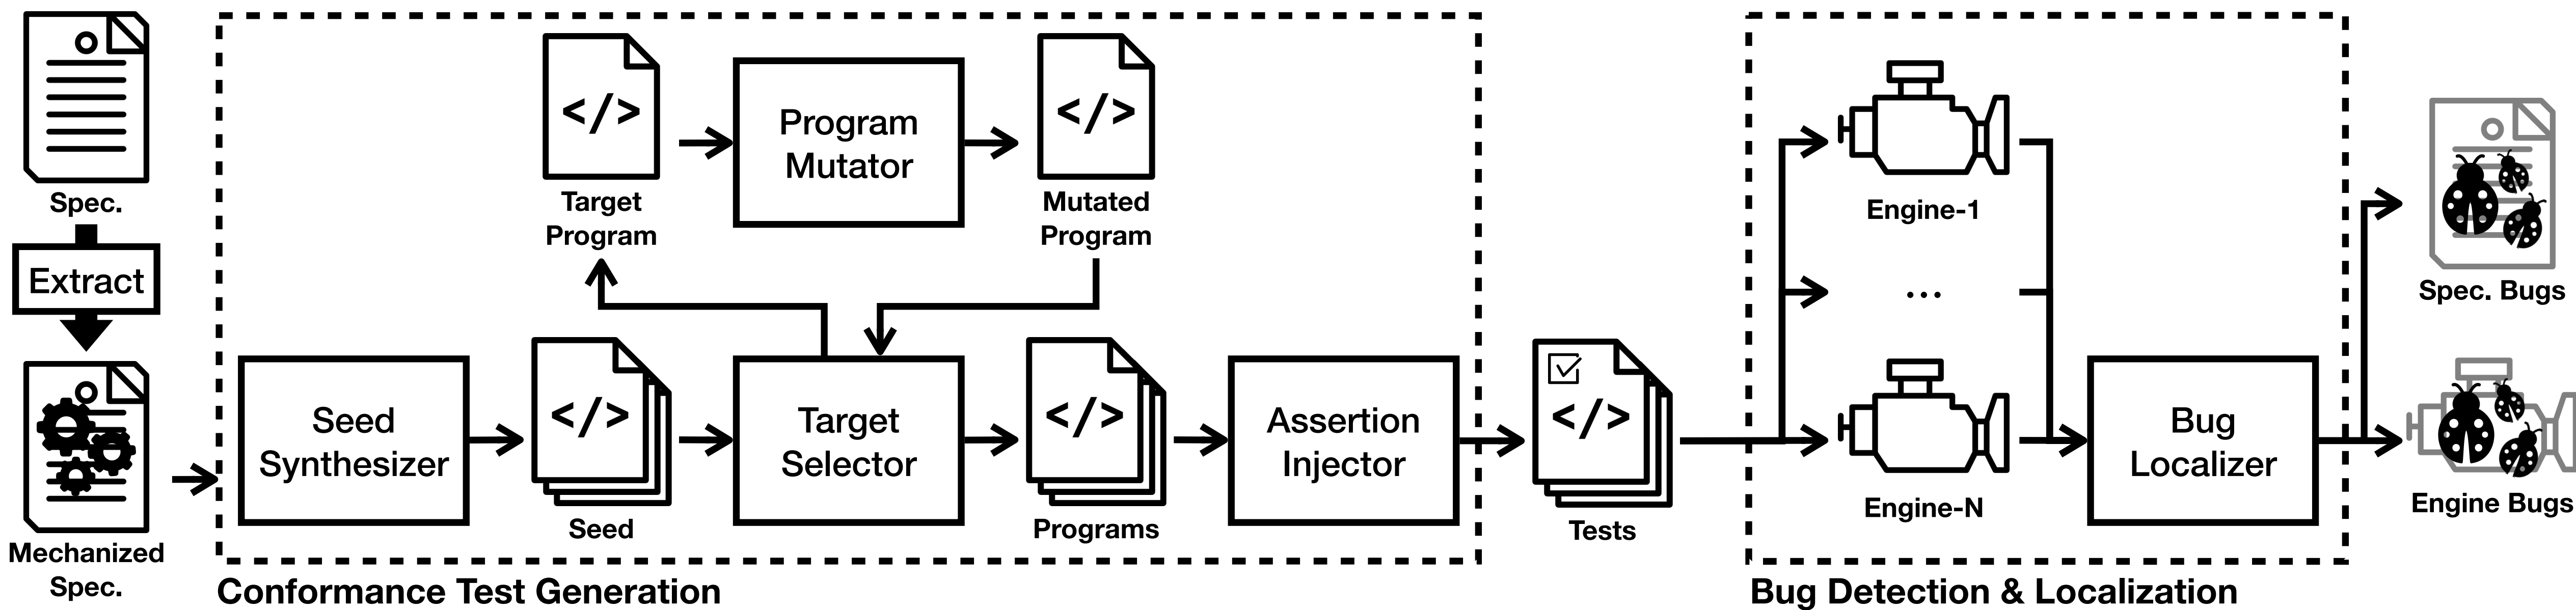 Spec.
Extract
Mechanized
Spec.
</>
Target
Program
Program
Mutator
</>
Mutated
Program
Seed
Synthesizer
</>
Seed
Target
Selector
</>
Programs
Assertion
Injector
Conformance Test Generation
</>
Tests
Engine-1
...
Engine-N
Bug
Localizer
Bug Detection & Localization
Spec. Bugs
Engine Bugs